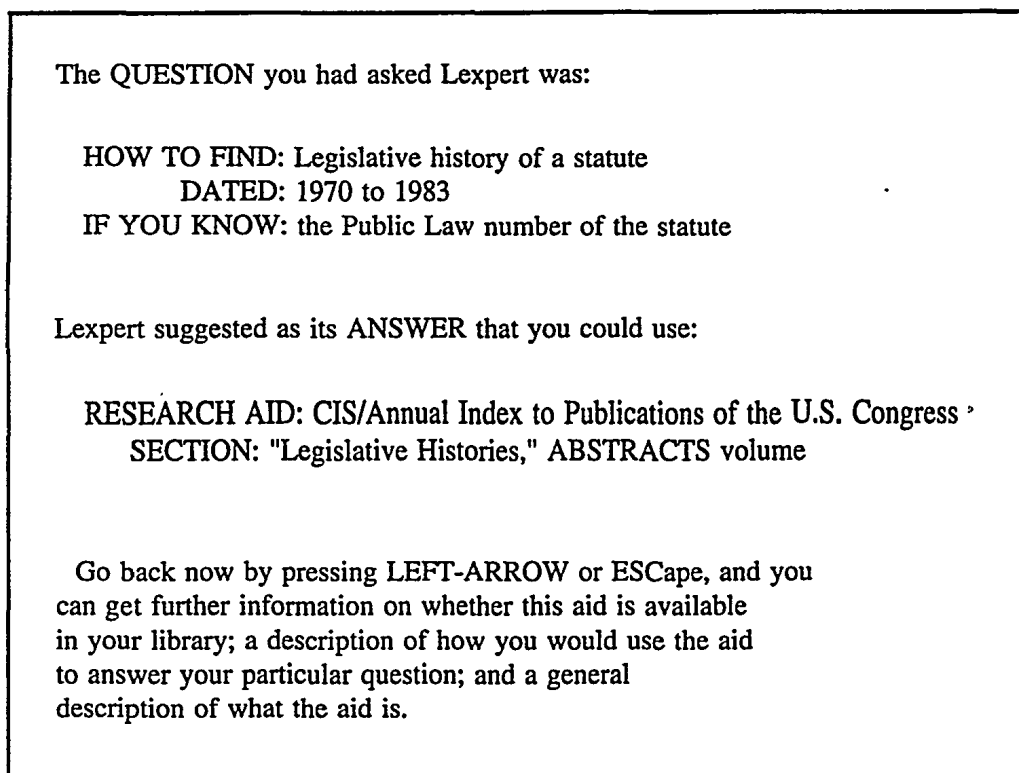 The QUESTION you had asked Lexpert was:
HOW TO FIND: Legislative history of a statute
DATED: 1970 to 1983
IF YOU KNOW: the Public Law number of the statute
Lexpert suggested as its ANSWER that you could use:
RESEARCH AID: CIS/Annual Index to Publications of the U.S. Congress
SECTION: "Legislative Histories," ABSTRACTS volume
Go back now by pressing LEFT-ARROW or ESCape, and you
can get further information on whether this aid is available
in your library; a description of how you would use the aid
to answer your particular question; and a general
description of what the aid is.